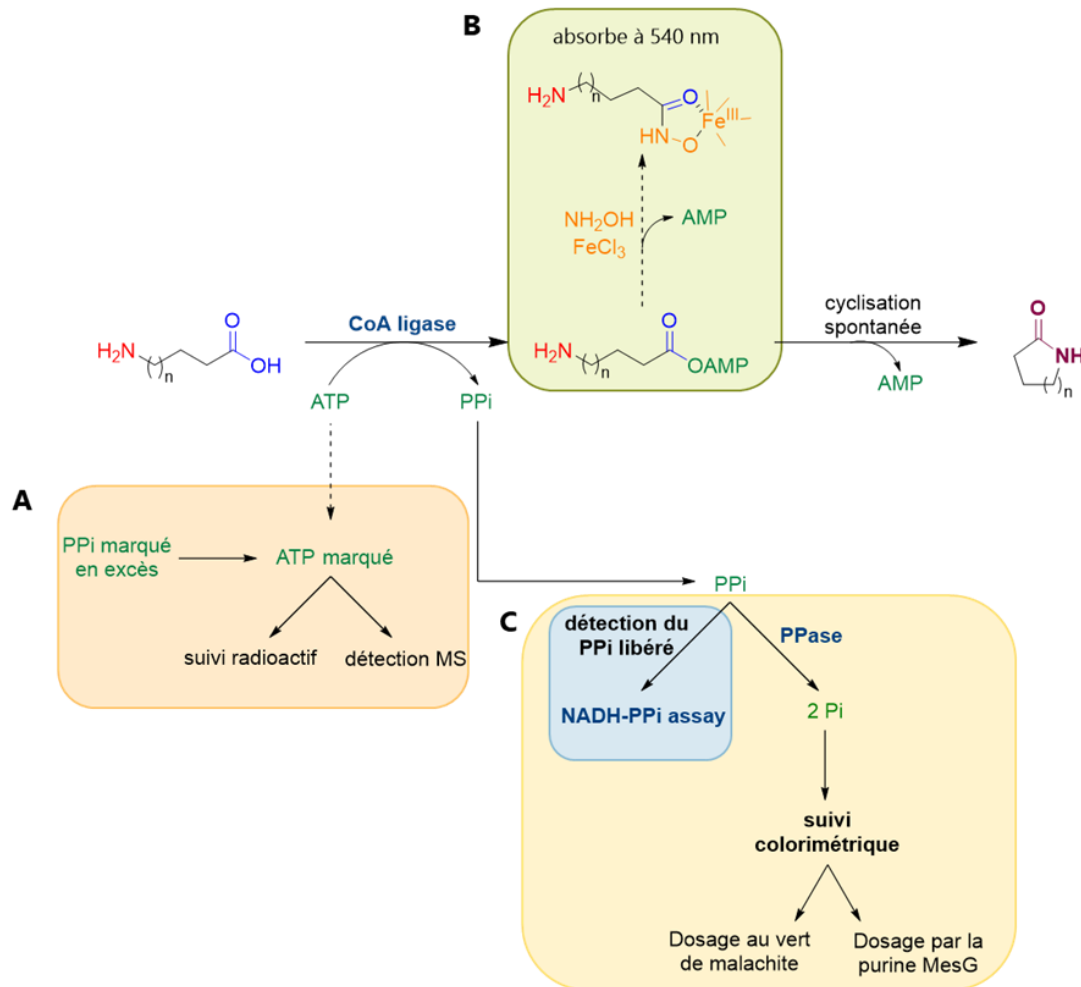 B
absorbe à 540 nm
H2N
n
O
HN
O
FeIII
NH2OH
FeCl3
AMP
H2N
n
O
OH
CoA ligase
ATP
PPi
H2N
n
O
OAMP
cyclisation
spontanée
AMP
O
NH
n
A
PPi marqué
en excès
ATP marqué
suivi radioactif
détection MS
PPi
C
détection du
PPi libéré
NADH-PPi assay
PPase
2 Pi
suivi
colorimétrique
Dosage au vert
de malachite
Dosage par la
purine MesG